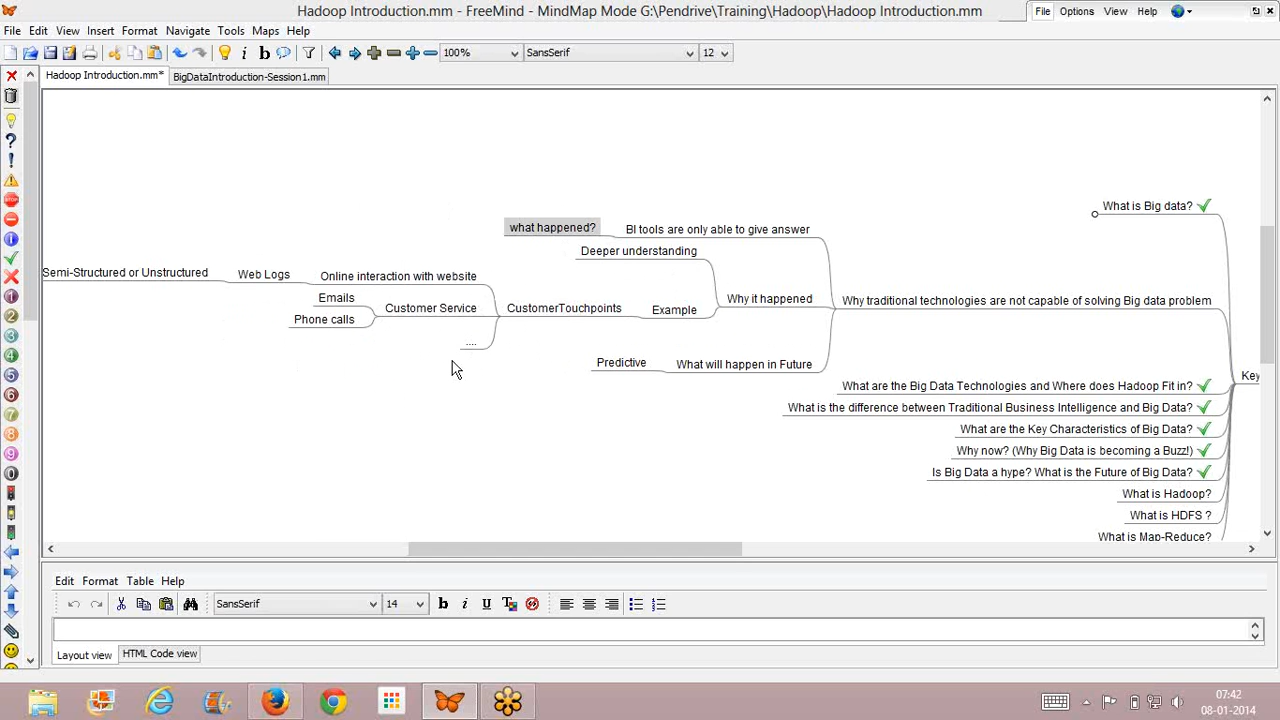 Hadoop Introduction.mm* - FreeMind - MindMap Mode G:\Pendrive\Training\Hadoop\Hadoop Introduction.mm
File Options View Help
File Edit View Insert Format Navigate Tools Maps Help
100% SansSerif 12
Hadoop Introduction.mm* BigDataIntroduction-Session1.mm
What is Big data?
what happened? BI tools are only able to give answer
Deeper understanding
Semi-Structured or Unstructured Web Logs Online interaction with website
Emails
Why it happened
Why traditional technologies are not capable of solving Big data problem
Customer Service CustomerTouchpoints Example
Phone calls
....
Predictive What will happen in Future
Key
What are the Big Data Technologies and Where does Hadoop Fit in?
What is the difference between Traditional Business Intelligence and Big Data?
What are the Key Characteristics of Big Data?
Why now? (Why Big Data is becoming a Buzz!)
Is Big Data a hype? What is the Future of Big Data?
What is Hadoop?
What is HDFS ?
What is Map-Reduce?
Edit Format Table Help
SansSerif 14 b i U
Layout view HTML Code view
07:42
08-01-2014